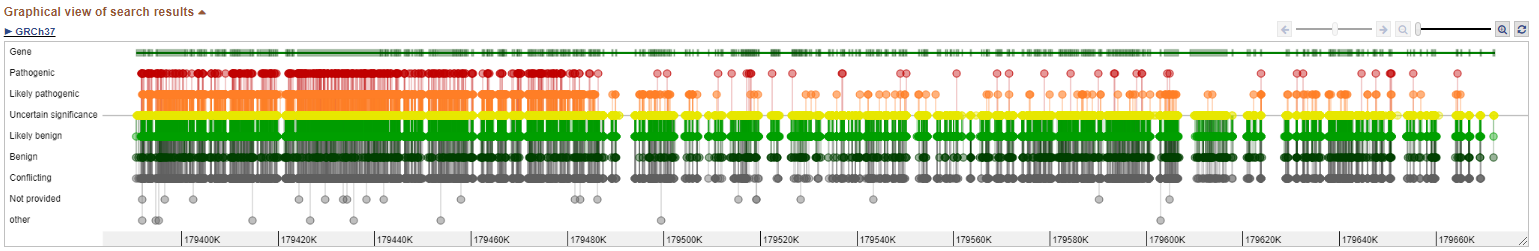 Graphical view of search results
GRCh37
Gene
Pathogenic
Likely pathogenic
Uncertain significance
Likely benign
Benign
Conflicting
Not provided
other
179400K 179420K 179440K 179460K 179480K 179500K 179520K 179540K 179560K 179580K 179600K 179620K 179640K 179660K